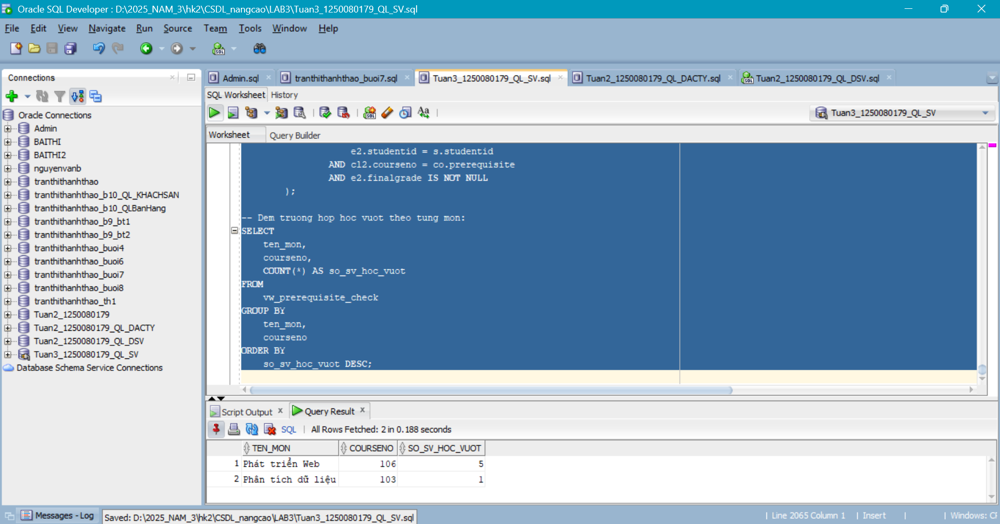 Oracle SQL Developer : D:\2025_NAM_3\hk2\CSDL_nangcao\LAB3\Tuan3_1250080179_QL_SV.sql
File Edit View Navigate Run Source Team Tools Window Help
Connections
Oracle Connections
Admin
BAITHI
BAITHI2
nguyenvanb
tranthithanhthao
tranthithanhthao_b10_QL_KHACHSAN
tranthithanhthao_b10_QLBanHang
tranthithanhthao_b9_bt1
tranthithanhthao_b9_bt2
tranthithanhthao_buoi4
tranthithanhthao_buoi6
tranthithanhthao_buoi7
tranthithanhthao_buoi8
tranthithanhthao_th1
Tuan2_1250080179
Tuan2_1250080179_QL_DACTY
Tuan2_1250080179_QL_DSV
Tuan3_1250080179_QL_SV
Database Schema Service Connections
Admin.sql tranthithanhthao_buoi7.sql Tuan3_1250080179_QL_SV.sql Tuan2_1250080179_QL_DACTY.sql Tuan2_1250080179_QL_DSV.sql
SQL Worksheet History
Tuan3_1250080179_QL_SV
Worksheet Query Builder
e2.studentid = s.studentid
AND cl2.courseno = co.prerequisite
AND e2.finalgrade IS NOT NULL
);
-- Dem truong hop hoc vuot theo tung mon:
SELECT
ten_mon,
courseno,
COUNT(*) AS so_sv_hoc_vuot
FROM
vw_prerequisite_check
GROUP BY
ten_mon,
courseno
ORDER BY
so_sv_hoc_vuot DESC;
Script Output Query Result
SQL All Rows Fetched: 2 in 0.188 seconds
TEN_MON COURSENO SO_SV_HOC_VUOT
1 Phát triển Web 106 5
2 Phân tích dữ liệu 103 1
Messages - Log
Saved: D:\2025_NAM_3\hk2\CSDL_nangcao\LAB3\Tuan3_1250080179_QL_SV.sql
Line 2065 Column 1 Insert Windows: